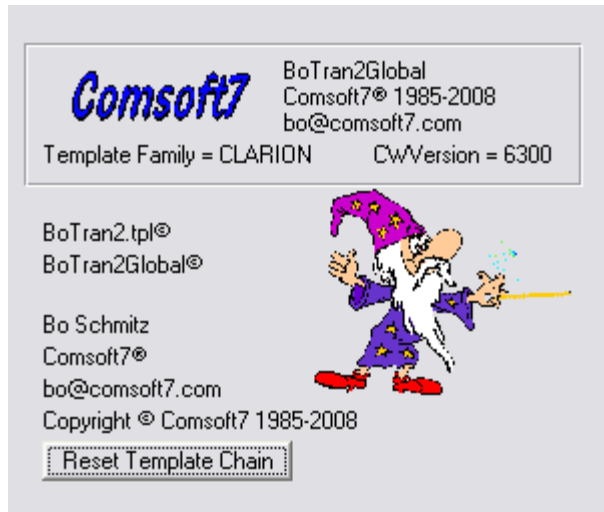 Comsoft7
BoTran2Global
Comsoft7® 1985-2008
bo@comsoft7.com
Template Family = CLARION CWVersion = 6300
BoTran2.tpl©
BoTran2Global©
Bo Schmitz
Comsoft7®
bo@comsoft7.com
Copyright © Comsoft7 1985-2008
Reset Template Chain